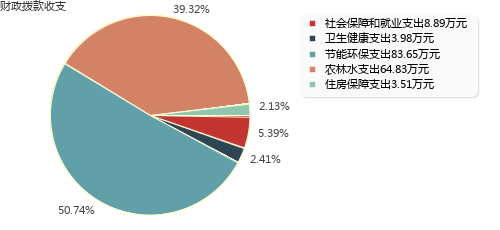 财政拨款收支
39.32%
2.13%
5.39%
2.41%
50.74%
社会保障和就业支出8.89万元
卫生健康支出3.98万元
节能环保支出83.65万元
农林水支出64.83万元
住房保障支出3.51万元